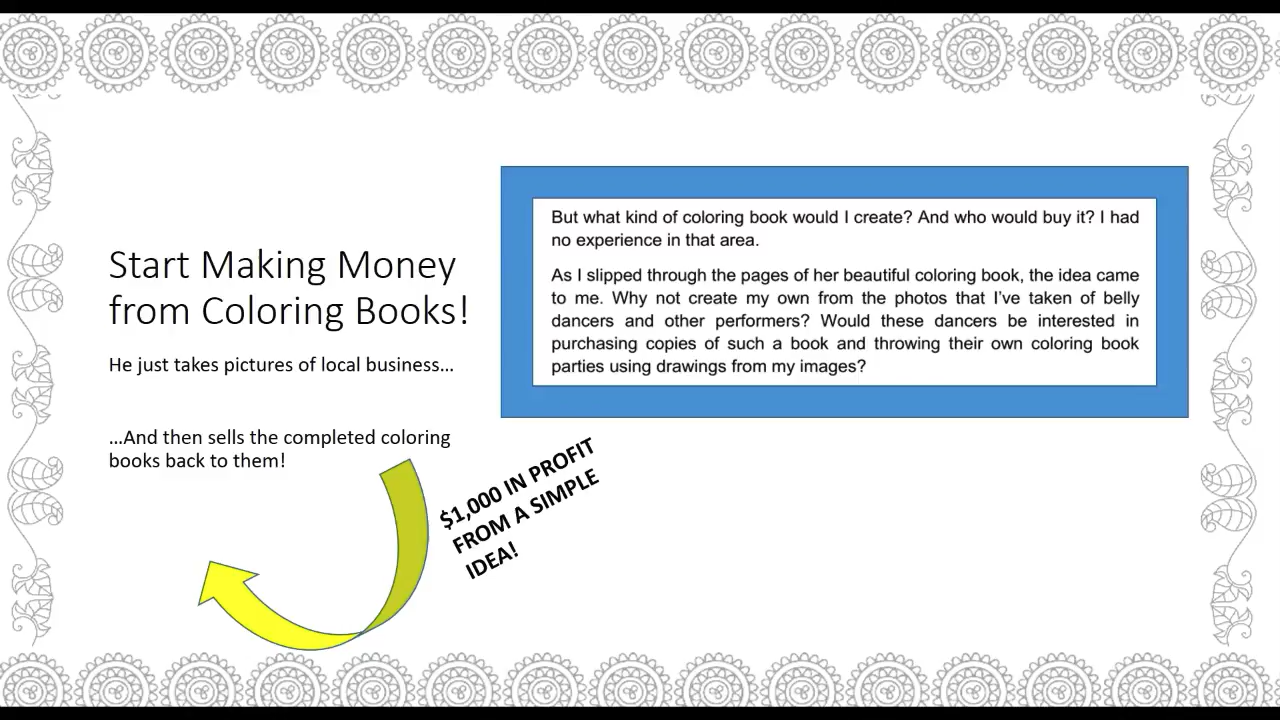 Start Making Money
from Coloring Books!
He just takes pictures of local business...
...And then sells the completed coloring
books back to them!
$1,000 IN PROFIT
FROM A SIMPLE
IDEA!
But what kind of coloring book would I create? And who would buy it? I had
no experience in that area.
As I slipped through the pages of her beautiful coloring book, the idea came
to me. Why not create my own from the photos that I've taken of belly
dancers and other performers? Would these dancers be interested in
purchasing copies of such a book and throwing their own coloring book
parties using drawings from my images?